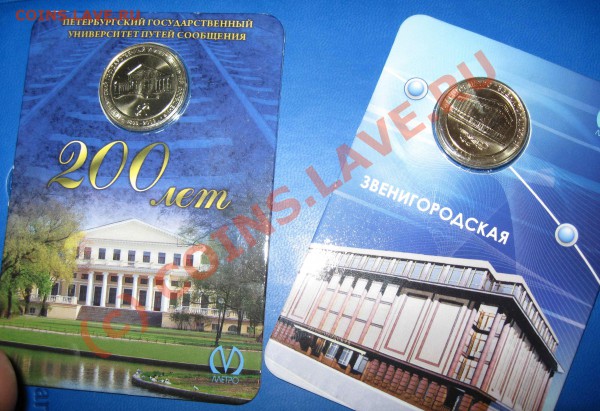 COINS.LAVE.RU
ПЕТЕРБУРГСКИЙ ГОСУДАРСТВЕННЫЙ
УНИВЕРСИТЕТ ПУТЕЙ СООБЩЕНИЯ
200 лет
МЕТРО
ЗВЕНИГОРОДСКАЯ
(c) COINS.LAVE.RU